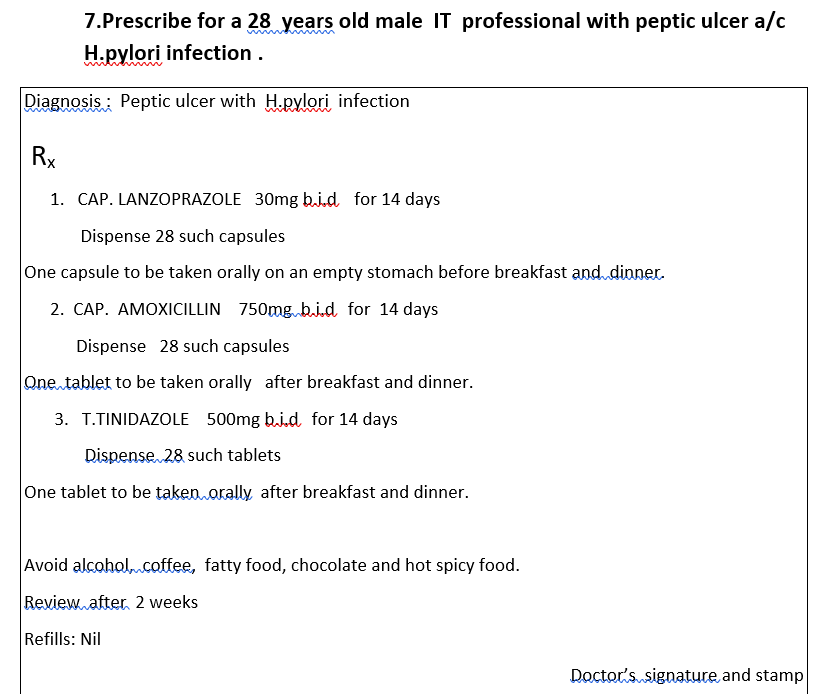 7.Prescribe for a 28 years old male IT professional with peptic ulcer a/c
H.pylori infection .
Diagnosis : Peptic ulcer with H.pylori infection
Rx
1. CAP. LANZOPRAZOLE 30mg b.i.d for 14 days
Dispense 28 such capsules
One capsule to be taken orally on an empty stomach before breakfast and dinner.
2. CAP. AMOXICILLIN 750mg b.i.d for 14 days
Dispense 28 such capsules
One tablet to be taken orally after breakfast and dinner.
3. T.TINIDAZOLE 500mg b.i.d for 14 days
Dispense 28 such tablets
One tablet to be taken orally after breakfast and dinner.
Avoid alcohol, coffee, fatty food, chocolate and hot spicy food.
Review after 2 weeks
Refills: Nil
Doctor’s signature and stamp